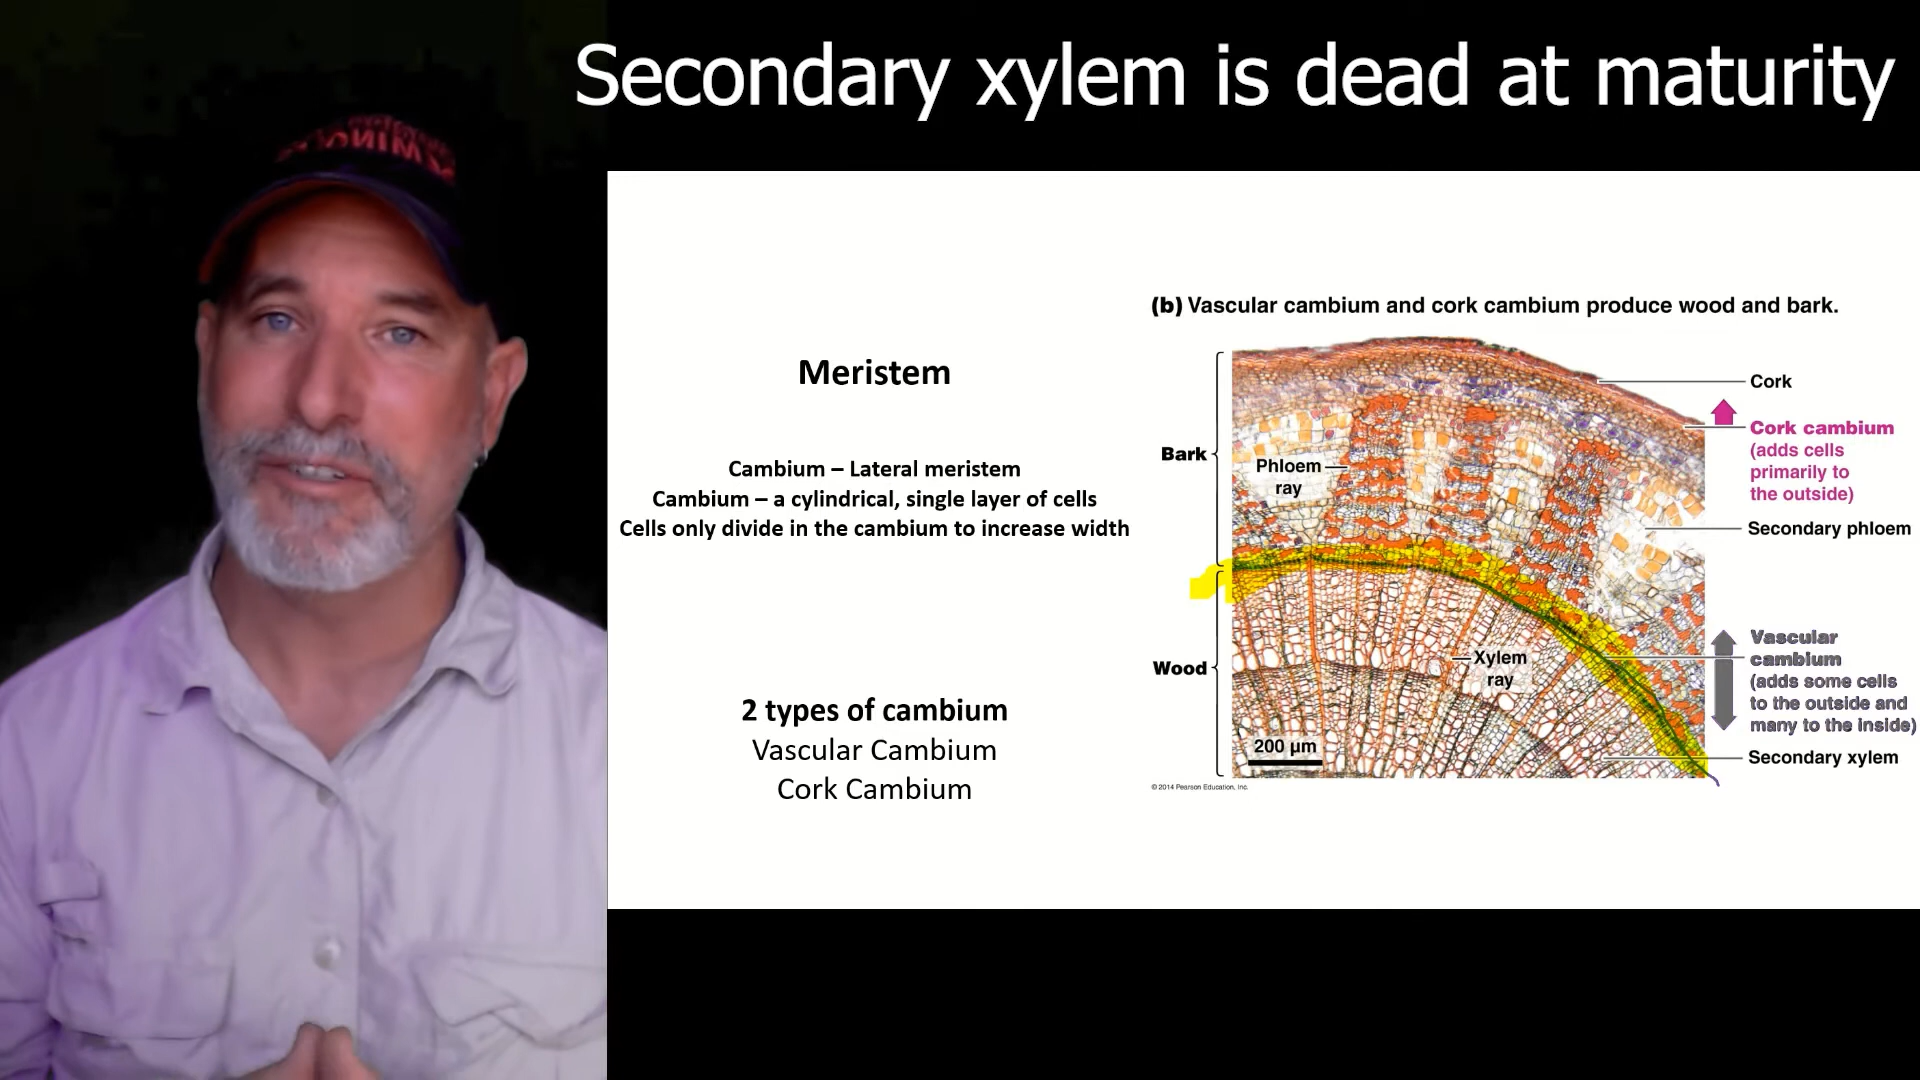 Secondary xylem is dead at maturity
Meristem
Cambium – Lateral meristem
Cambium – a cylindrical, single layer of cells
Cells only divide in the cambium to increase width
2 types of cambium
Vascular Cambium
Cork Cambium
(b) Vascular cambium and cork cambium produce wood and bark.
Bark
Phloem
ray
Wood
Xylem
ray
200 µm
Cork
Cork cambium
(adds cells
primarily to
the outside)
Secondary phloem
Vascular
cambium
(adds some cells
to the outside and
many to the inside)
Secondary xylem
© 2014 Pearson Education, Inc.